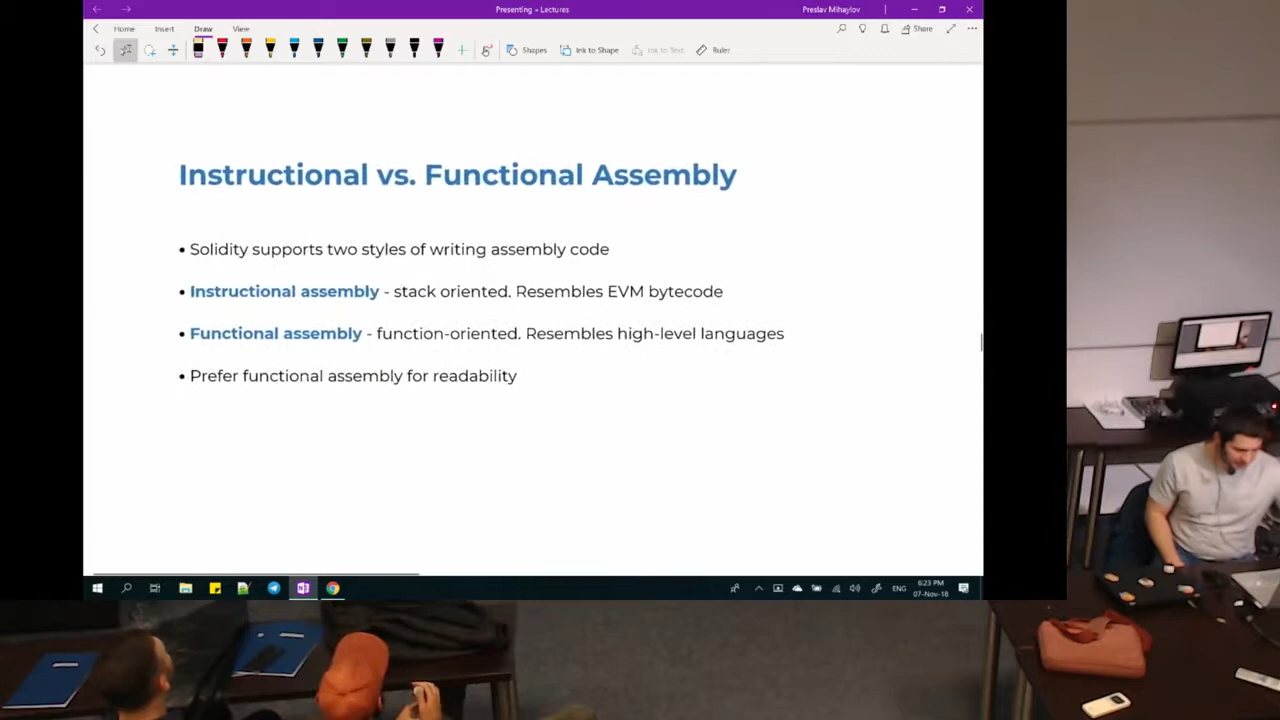 Presenting » Lectures
Preslav Mihaylov
Home Insert Draw View
Share
Shapes Ink to Shape Ink to Text Ruler
Instructional vs. Functional Assembly
• Solidity supports two styles of writing assembly code
• Instructional assembly - stack oriented. Resembles EVM bytecode
• Functional assembly - function-oriented. Resembles high-level languages
• Prefer functional assembly for readability
ENG
6:23 PM
07-Nov-18